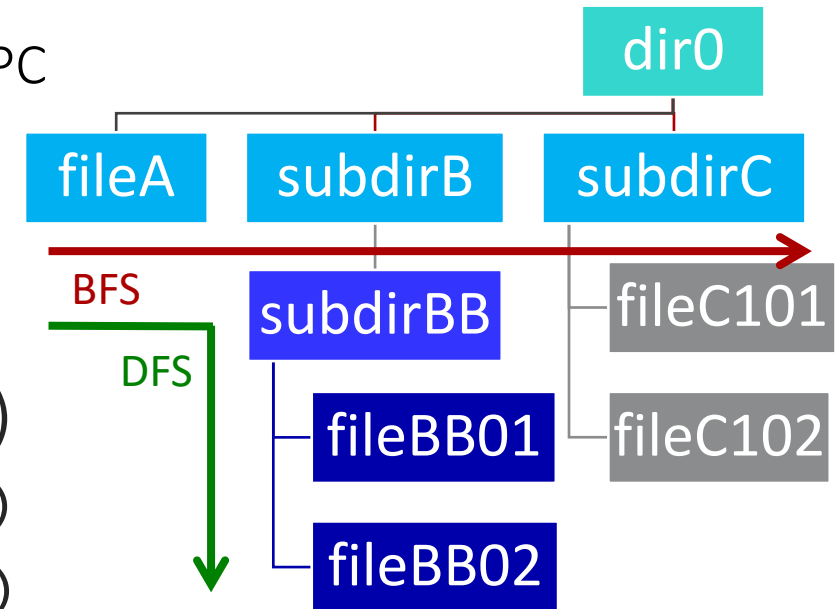 PC
dir0
fileA
subdirB
subdirC
BFS
subdirBB
fileC101
DFS
fileBB01
fileC102
)
)
fileBB02
)